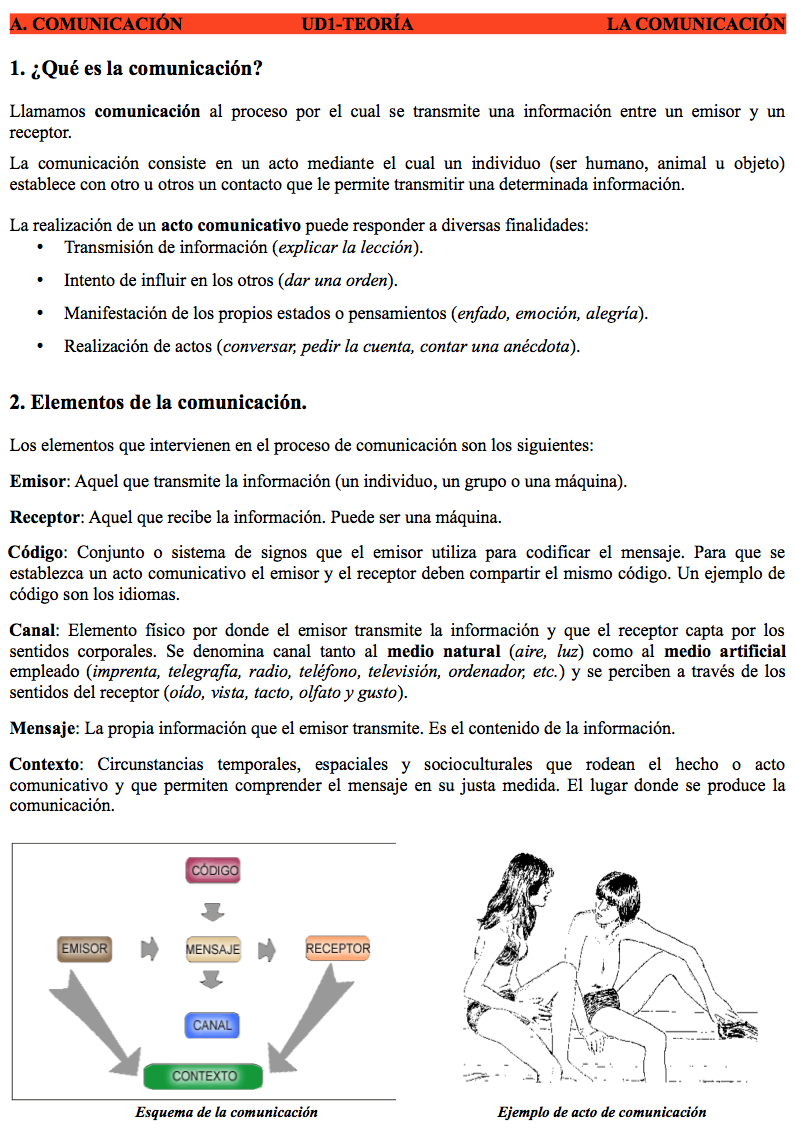 A. COMUNICACIÓN UD1-TEORÍA LA COMUNICACIÓN
1. ¿Qué es la comunicación?
Llamamos comunicación al proceso por el cual se transmite una información entre un emisor y un
receptor.
La comunicación consiste en un acto mediante el cual un individuo (ser humano, animal u objeto)
establece con otro u otros un contacto que le permite transmitir una determinada información.
La realización de un acto comunicativo puede responder a diversas finalidades:
• Transmisión de información (explicar la lección).
• Intento de influir en los otros (dar una orden).
• Manifestación de los propios estados o pensamientos (enfado, emoción, alegría).
• Realización de actos (conversar, pedir la cuenta, contar una anécdota).
2. Elementos de la comunicación.
Los elementos que intervienen en el proceso de comunicación son los siguientes:
Emisor: Aquel que transmite la información (un individuo, un grupo o una máquina).
Receptor: Aquel que recibe la información. Puede ser una máquina.
Código: Conjunto o sistema de signos que el emisor utiliza para codificar el mensaje. Para que se
establezca un acto comunicativo el emisor y el receptor deben compartir el mismo código. Un ejemplo de
código son los idiomas.
Canal: Elemento físico por donde el emisor transmite la información y que el receptor capta por los
sentidos corporales. Se denomina canal tanto al medio natural (aire, luz) como al medio artificial
empleado (imprenta, telegrafía, radio, teléfono, televisión, ordenador, etc.) y se perciben a través de los
sentidos del receptor (oído, vista, tacto, olfato y gusto).
Mensaje: La propia información que el emisor transmite. Es el contenido de la información.
Contexto: Circunstancias temporales, espaciales y socioculturales que rodean el hecho o acto
comunicativo y que permiten comprender el mensaje en su justa medida. El lugar donde se produce la
comunicación.
CÓDIGO
EMISOR MENSAJE RECEPTOR
CANAL
CONTEXTO
Esquema de la comunicación
Ejemplo de acto de comunicación